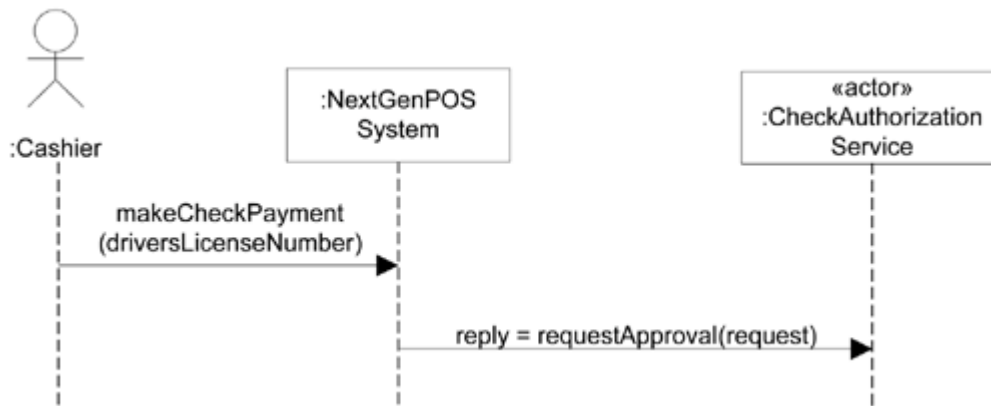 :Cashier
:NextGenPOS
System
«actor»
:CheckAuthorization
Service
makeCheckPayment
(driversLicenseNumber)
reply = requestApproval(request)